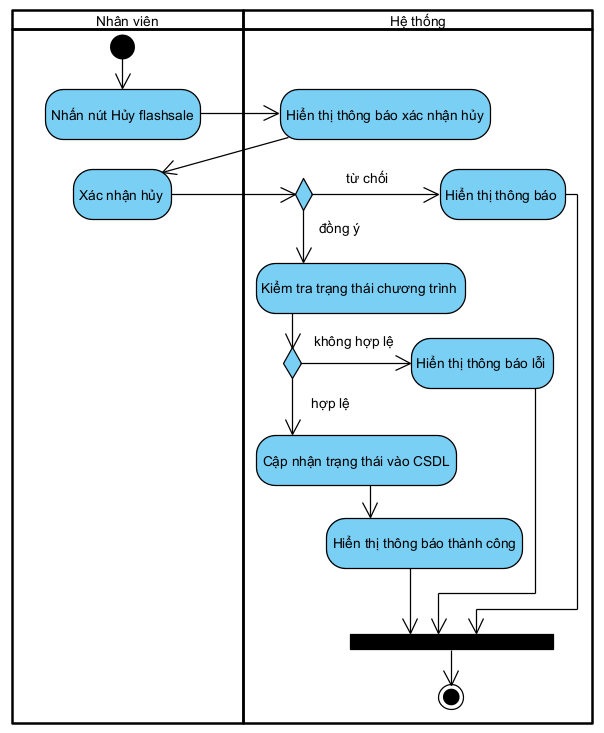 Nhân viên
Hệ thống
Nhấn nút Hủy flashsale
Hiển thị thông báo xác nhận hủy
Xác nhận hủy
từ chối
Hiển thị thông báo
đồng ý
Kiểm tra trạng thái chương trình
không hợp lệ
Hiển thị thông báo lỗi
hợp lệ
Cập nhận trạng thái vào CSDL
Hiển thị thông báo thành công